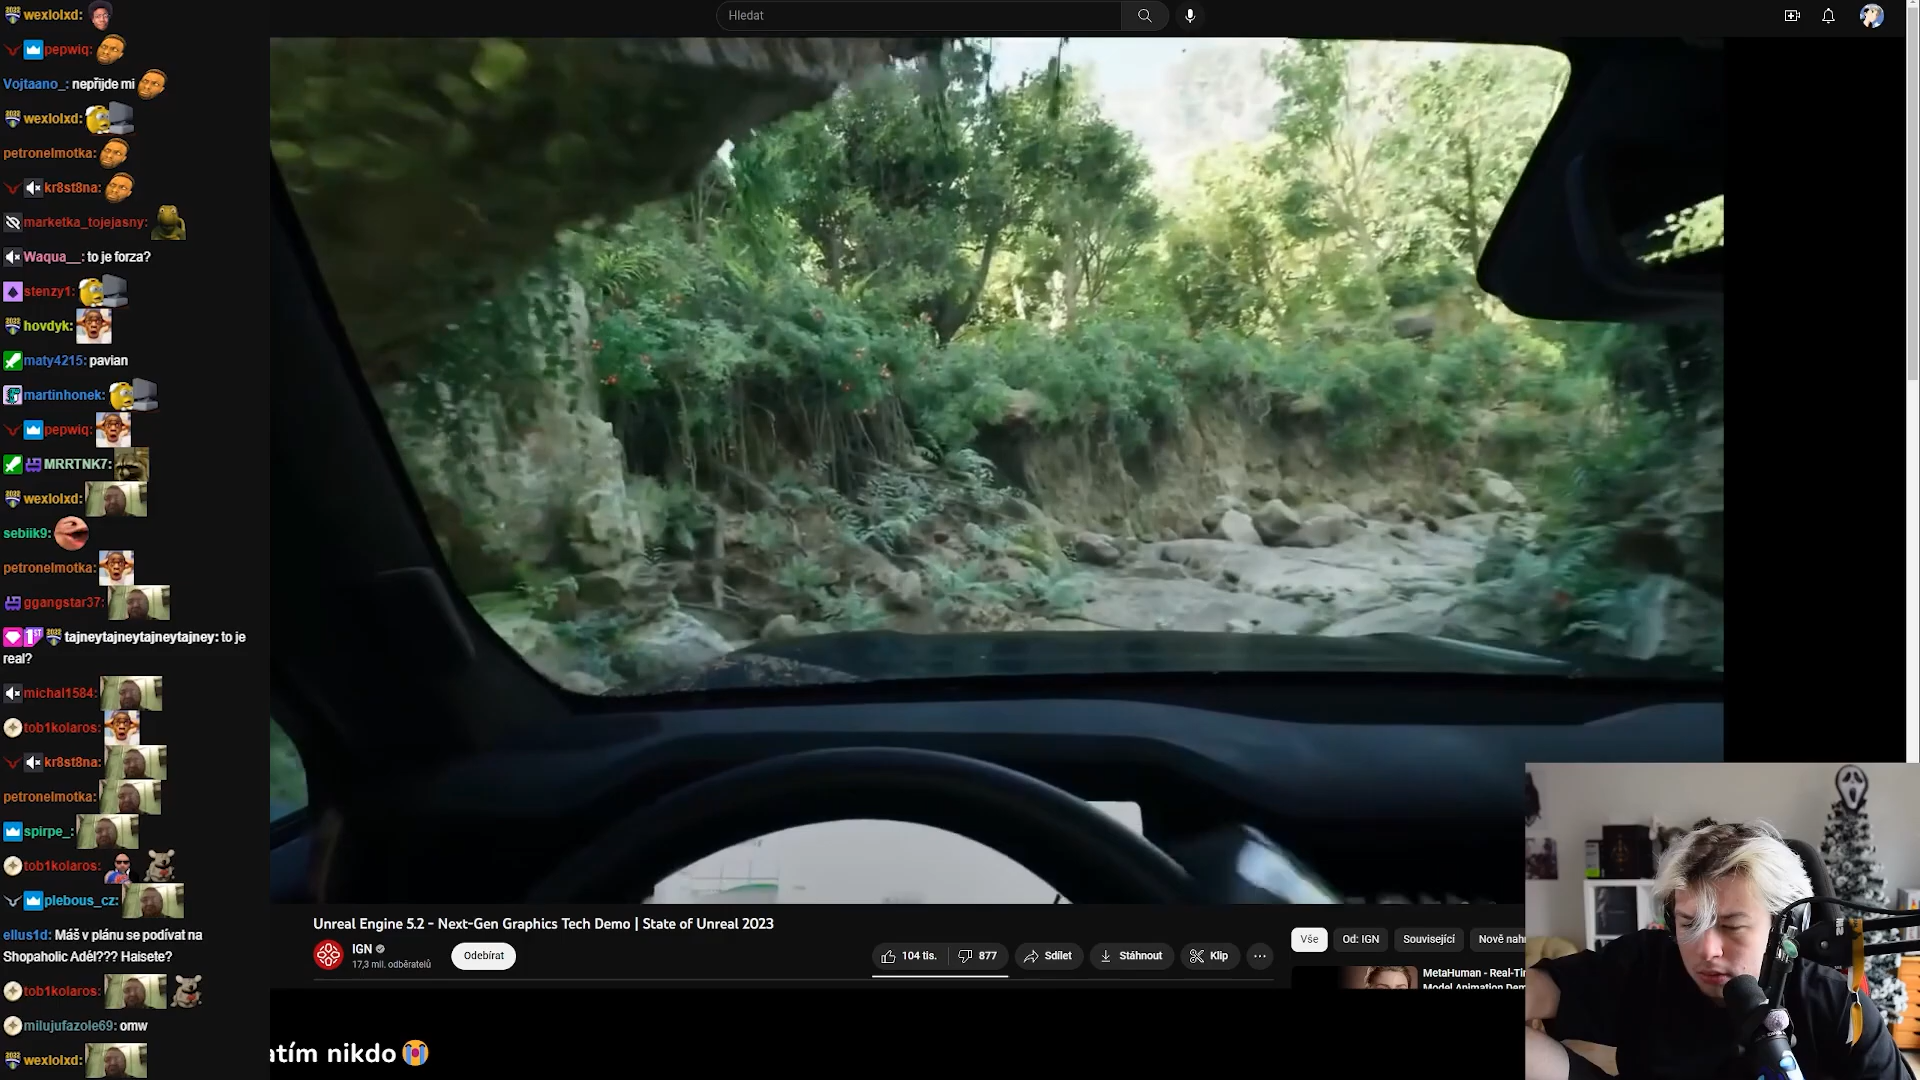 wexlolxd:
pepwiq:
Vojtaano_: nepřijde mi
wexlolxd:
petronelmotka:
kr8st8na:
marketka_tojejasny:
Waqua__: to je forza?
stenzy1:
hovdyk:
maty4215: pavian
martinhonek:
pepwiq:
MRRTNK7:
wexlolxd:
sebiik9:
petronelmotka:
ggangstar37:
tajneytajneytajneytajney: to je
real?
michal1584:
tob1kolaros:
kr8st8na:
petronelmotka:
spirpe_:
tob1kolaros:
plebous_cz:
ellus1d: Máš v plánu se podívat na
Shopaholic Adél??? Haisete?
tob1kolaros:
milujufazole69: omw
wexlolxd:
Hledat
Unreal Engine 5.2 - Next-Gen Graphics Tech Demo | State of Unreal 2023
IGN
17,3 mil. odběratelů
Odebírat
104 tis.
877
Sdílet
Stáhnout
Klip
Vše
Od: IGN
Související
Nově nahr
MetaHuman - Real-Tin
Model Animation Dem
atím nikdo